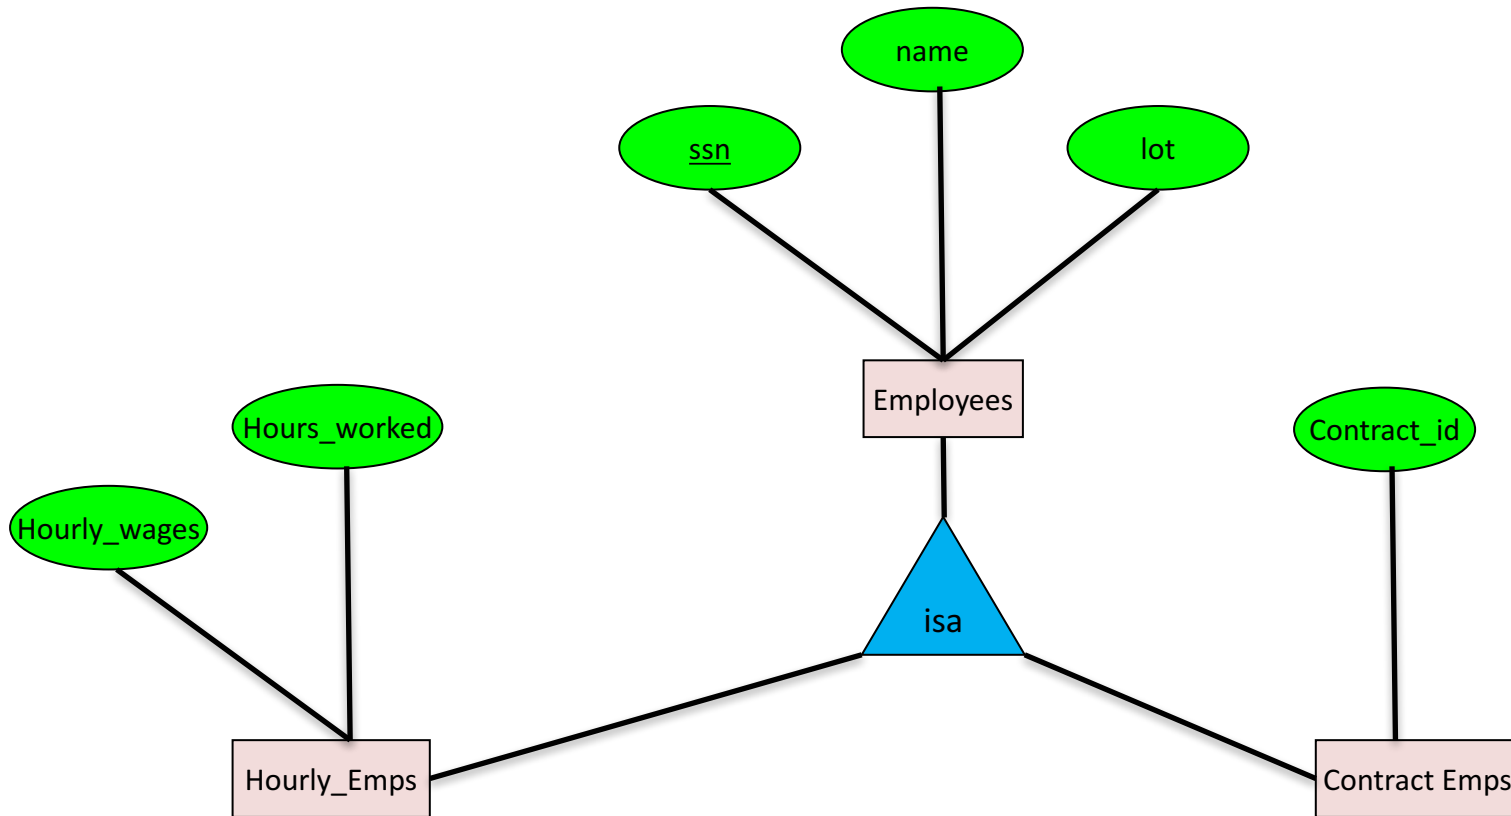 name
ssn
lot
Employees
Hours_worked
Contract_id
Hourly_wages
isa
Hourly_Emps
Contract Emps